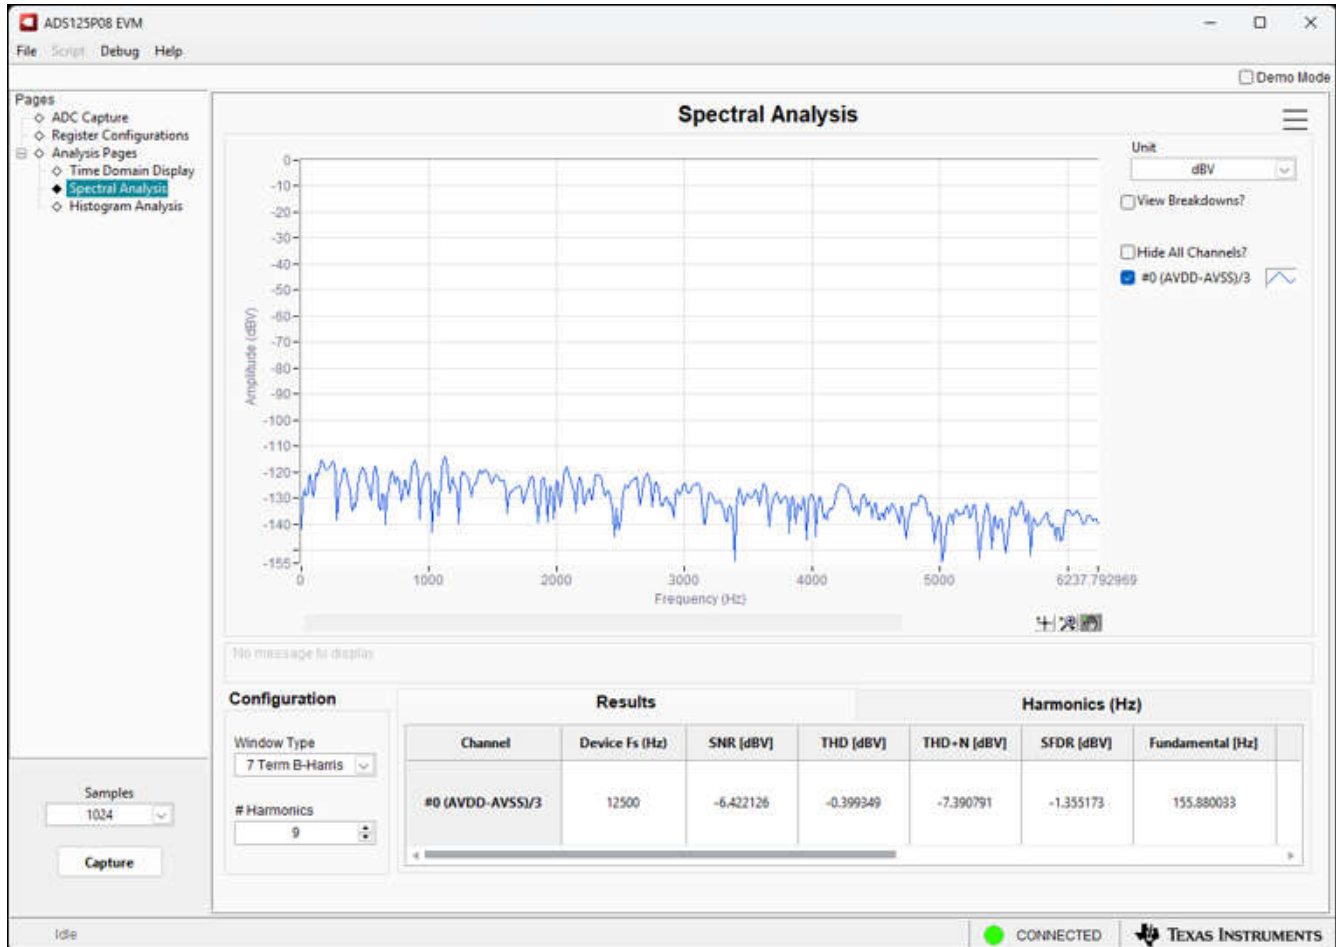 ADS125P08 EVM
File Script Debug Help
Demo Mode
Pages
ADC Capture
Register Configurations
Analysis Pages
Time Domain Display
Spectral Analysis
Histogram Analysis
Spectral Analysis
Unit
dBV
View Breakdowns?
Hide All Channels?
#0 (AVDD-AVSS)/3
Amplitude (dBV)
0
-10
-20
-30
-40
-50
-60
-70
-80
-90
-100
-110
-120
-130
-140
-155
0 1000 2000 3000 4000 5000 6237.792969
Frequency (Hz)
No message to display
Configuration
Window Type
7 Term B-Harris
# Harmonics
9
Results Harmonics (Hz)
Channel Device Fs (Hz) SNR [dBV] THD [dBV] THD+N [dBV] SFDR [dBV] Fundamental [Hz]
#0 (AVDD-AVSS)/3 12500 -6.422126 -0.399349 -7.390791 -1.355173 155.880033
Samples
1024
Capture
Idle
CONNECTED
TEXAS INSTRUMENTS